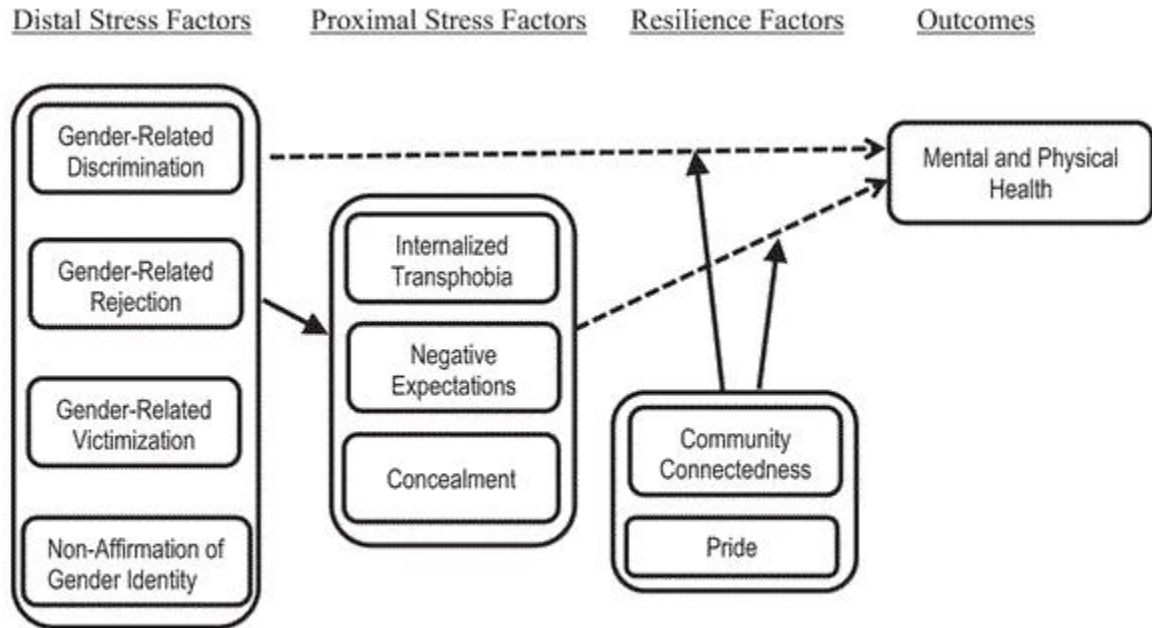 Distal Stress Factors
Proximal Stress Factors
Resilience Factors
Outcomes
Gender-Related
Discrimination
Gender-Related
Rejection
Gender-Related
Victimization
Non-Affirmation of
Gender Identity
Internalized
Transphobia
Negative
Expectations
Concealment
Community
Connectedness
Pride
Mental and Physical
Health